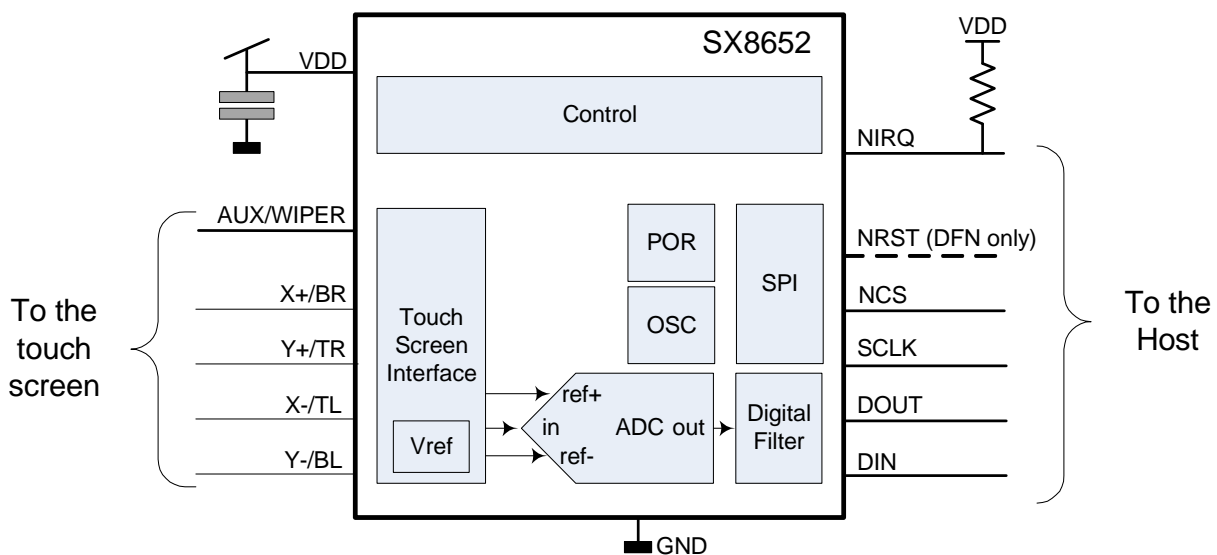 SX8652
VDD
VDD
Control
NIRQ
AUX/WIPER
NRST (DFN only)
POR
SPI
X+/BR
NCS
To the
touch
screen
To the
Host
Touch
Screen
Interface
OSC
Y+/TR
SCLK
ref+
X-/TL
in
ADC out
Digital
Filter
DOUT
Vref
ref-
Y-/BL
DIN
GND